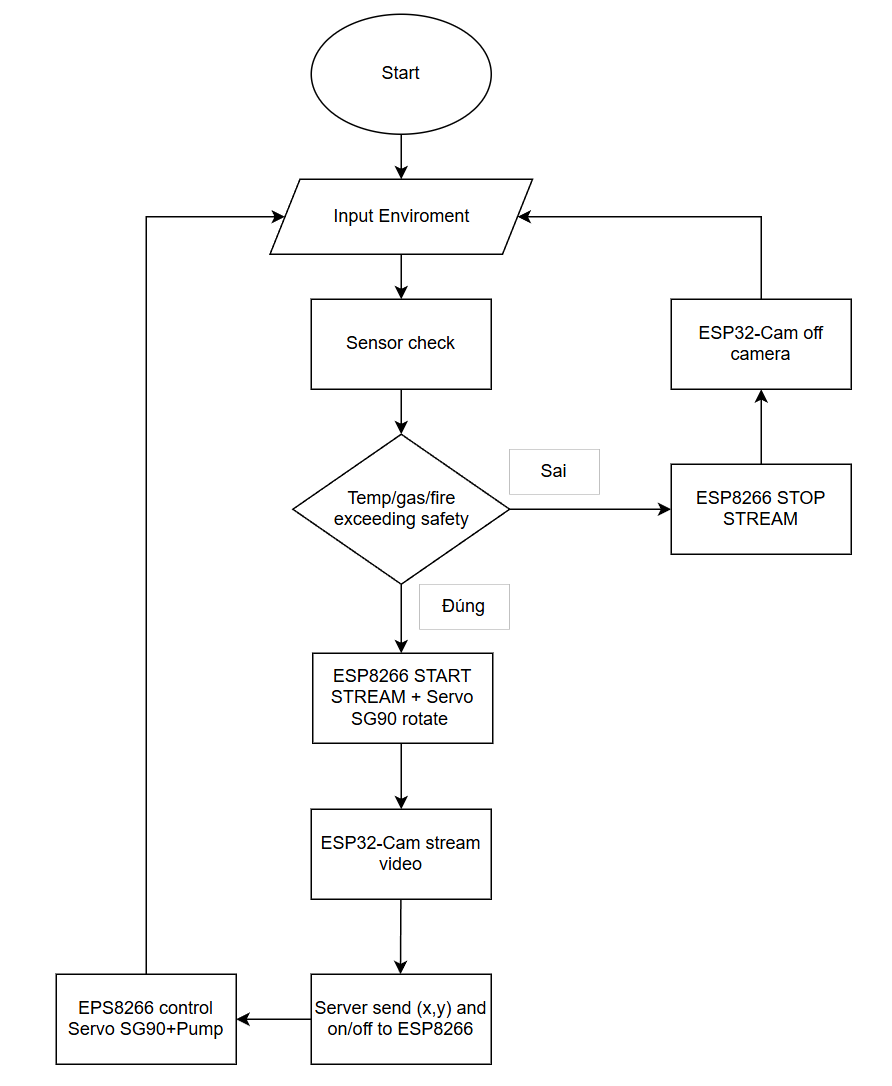 Start
Input Enviroment
Sensor check
ESP32-Cam off
camera
Temp/gas/fire
exceeding safety
Sai
ESP8266 STOP
STREAM
Đúng
ESP8266 START
STREAM + Servo
SG90 rotate
ESP32-Cam stream
video
EPS8266 control
Servo SG90+Pump
Server send (x,y) and
on/off to ESP8266